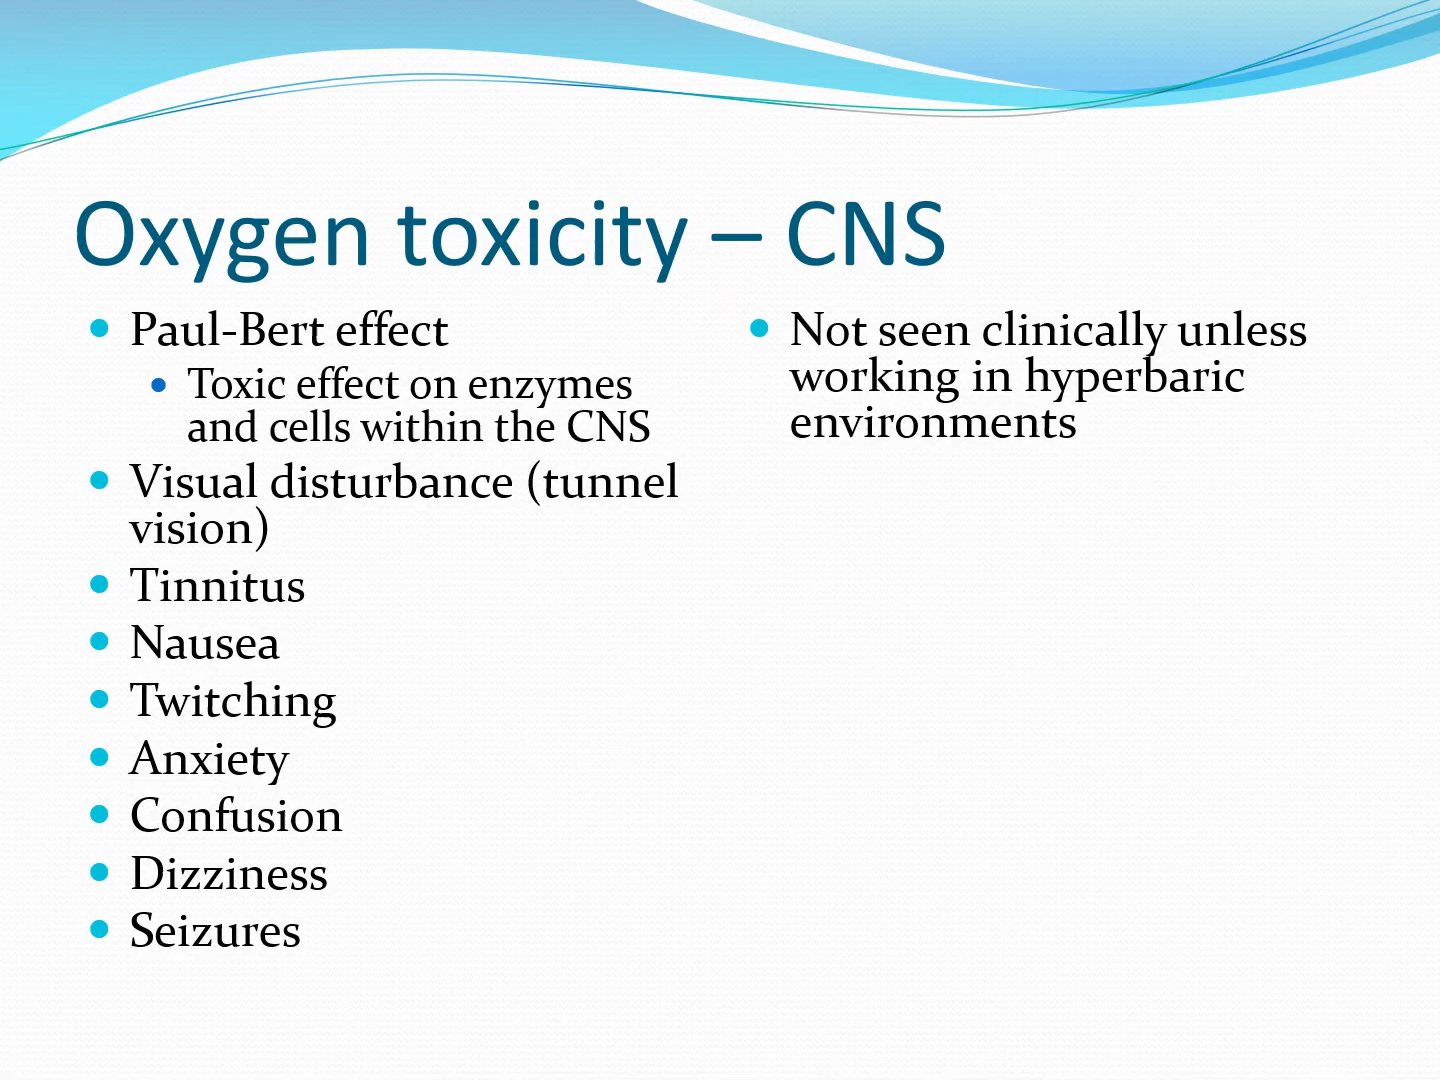 Oxygen toxicity – CNS
• Paul-Bert effect
• Toxic effect on enzymes
and cells within the CNS
• Visual disturbance (tunnel
vision)
• Tinnitus
• Nausea
• Twitching
• Anxiety
• Confusion
• Dizziness
• Seizures
• Not seen clinically unless
working in hyperbaric
environments